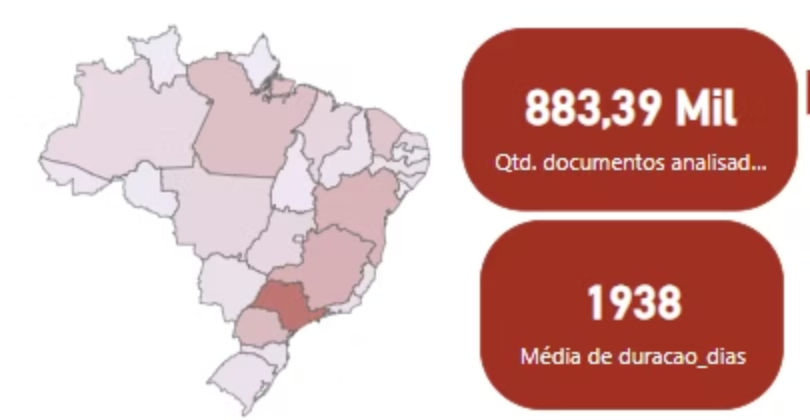 883,39 Mil
Qtd. documentos analisad...
1938
Média de duracao_dias